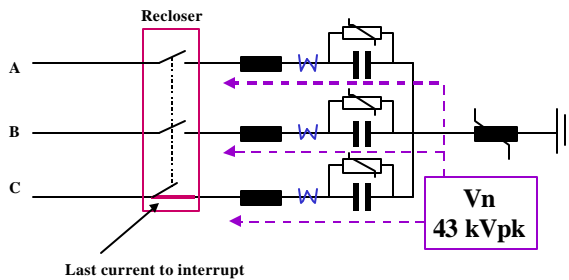 Recloser
A
B
C
Vn
43 kVpk
Last current to interrupt